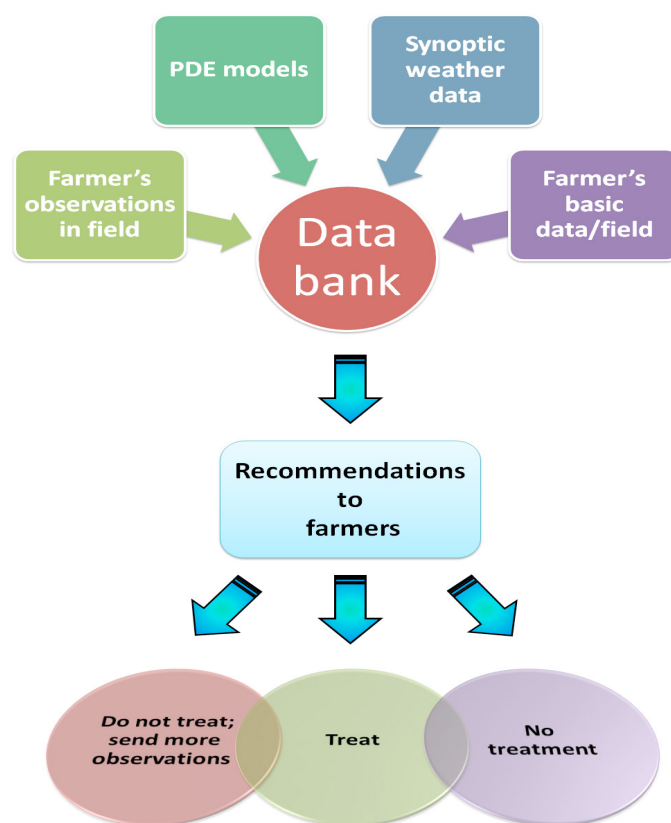 PDE models
Synoptic
weather
data
Farmer's
observations
in field
Farmer's
basic
data/field
Data
bank
Recommendations
to
farmers
Do not treat;
send more
observations
Treat
No
treatment